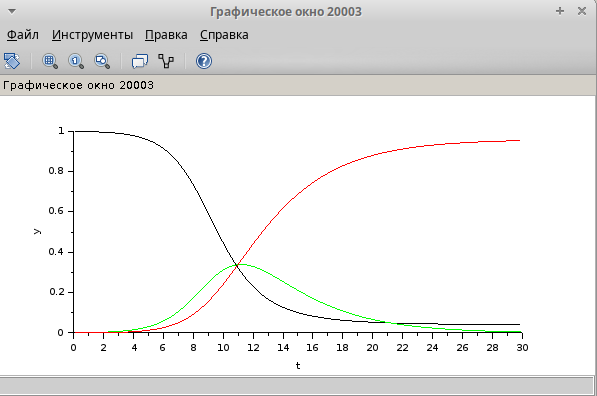 Графическое окно 20003
Файл Инструменты Правка Справка
Графическое окно 20003
1
0.8
0.6
0.4
0.2
0
y
0 2 4 6 8 10 12 14 16 18 20 22 24 26 28 30
t